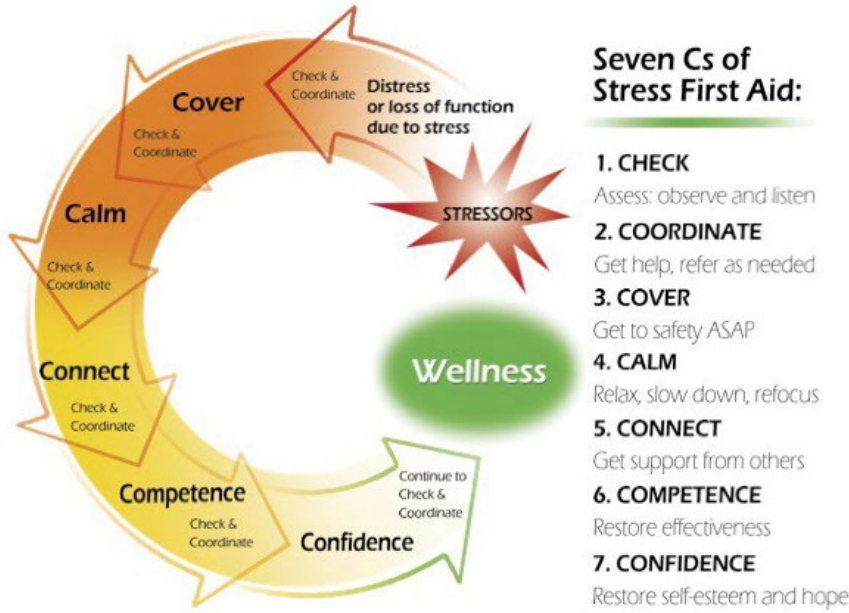 Check &
Coordinate
Distress
or loss of function
due to stress
Cover
Check &
Coordinate
STRESSORS
Calm
Check &
Coordinate
Wellness
Connect
Check &
Coordinate
Competence
Check &
Coordinate
Continue to
Check &
Coordinate
Confidence
Seven Cs of
Stress First Aid:
1. CHECK
Assess: observe and listen
2. COORDINATE
Get help, refer as needed
3. COVER
Get to safety ASAP
4. CALM
Relax, slow down, refocus
5. CONNECT
Get support from others
6. COMPETENCE
Restore effectiveness
7. CONFIDENCE
Restore self-esteem and hope